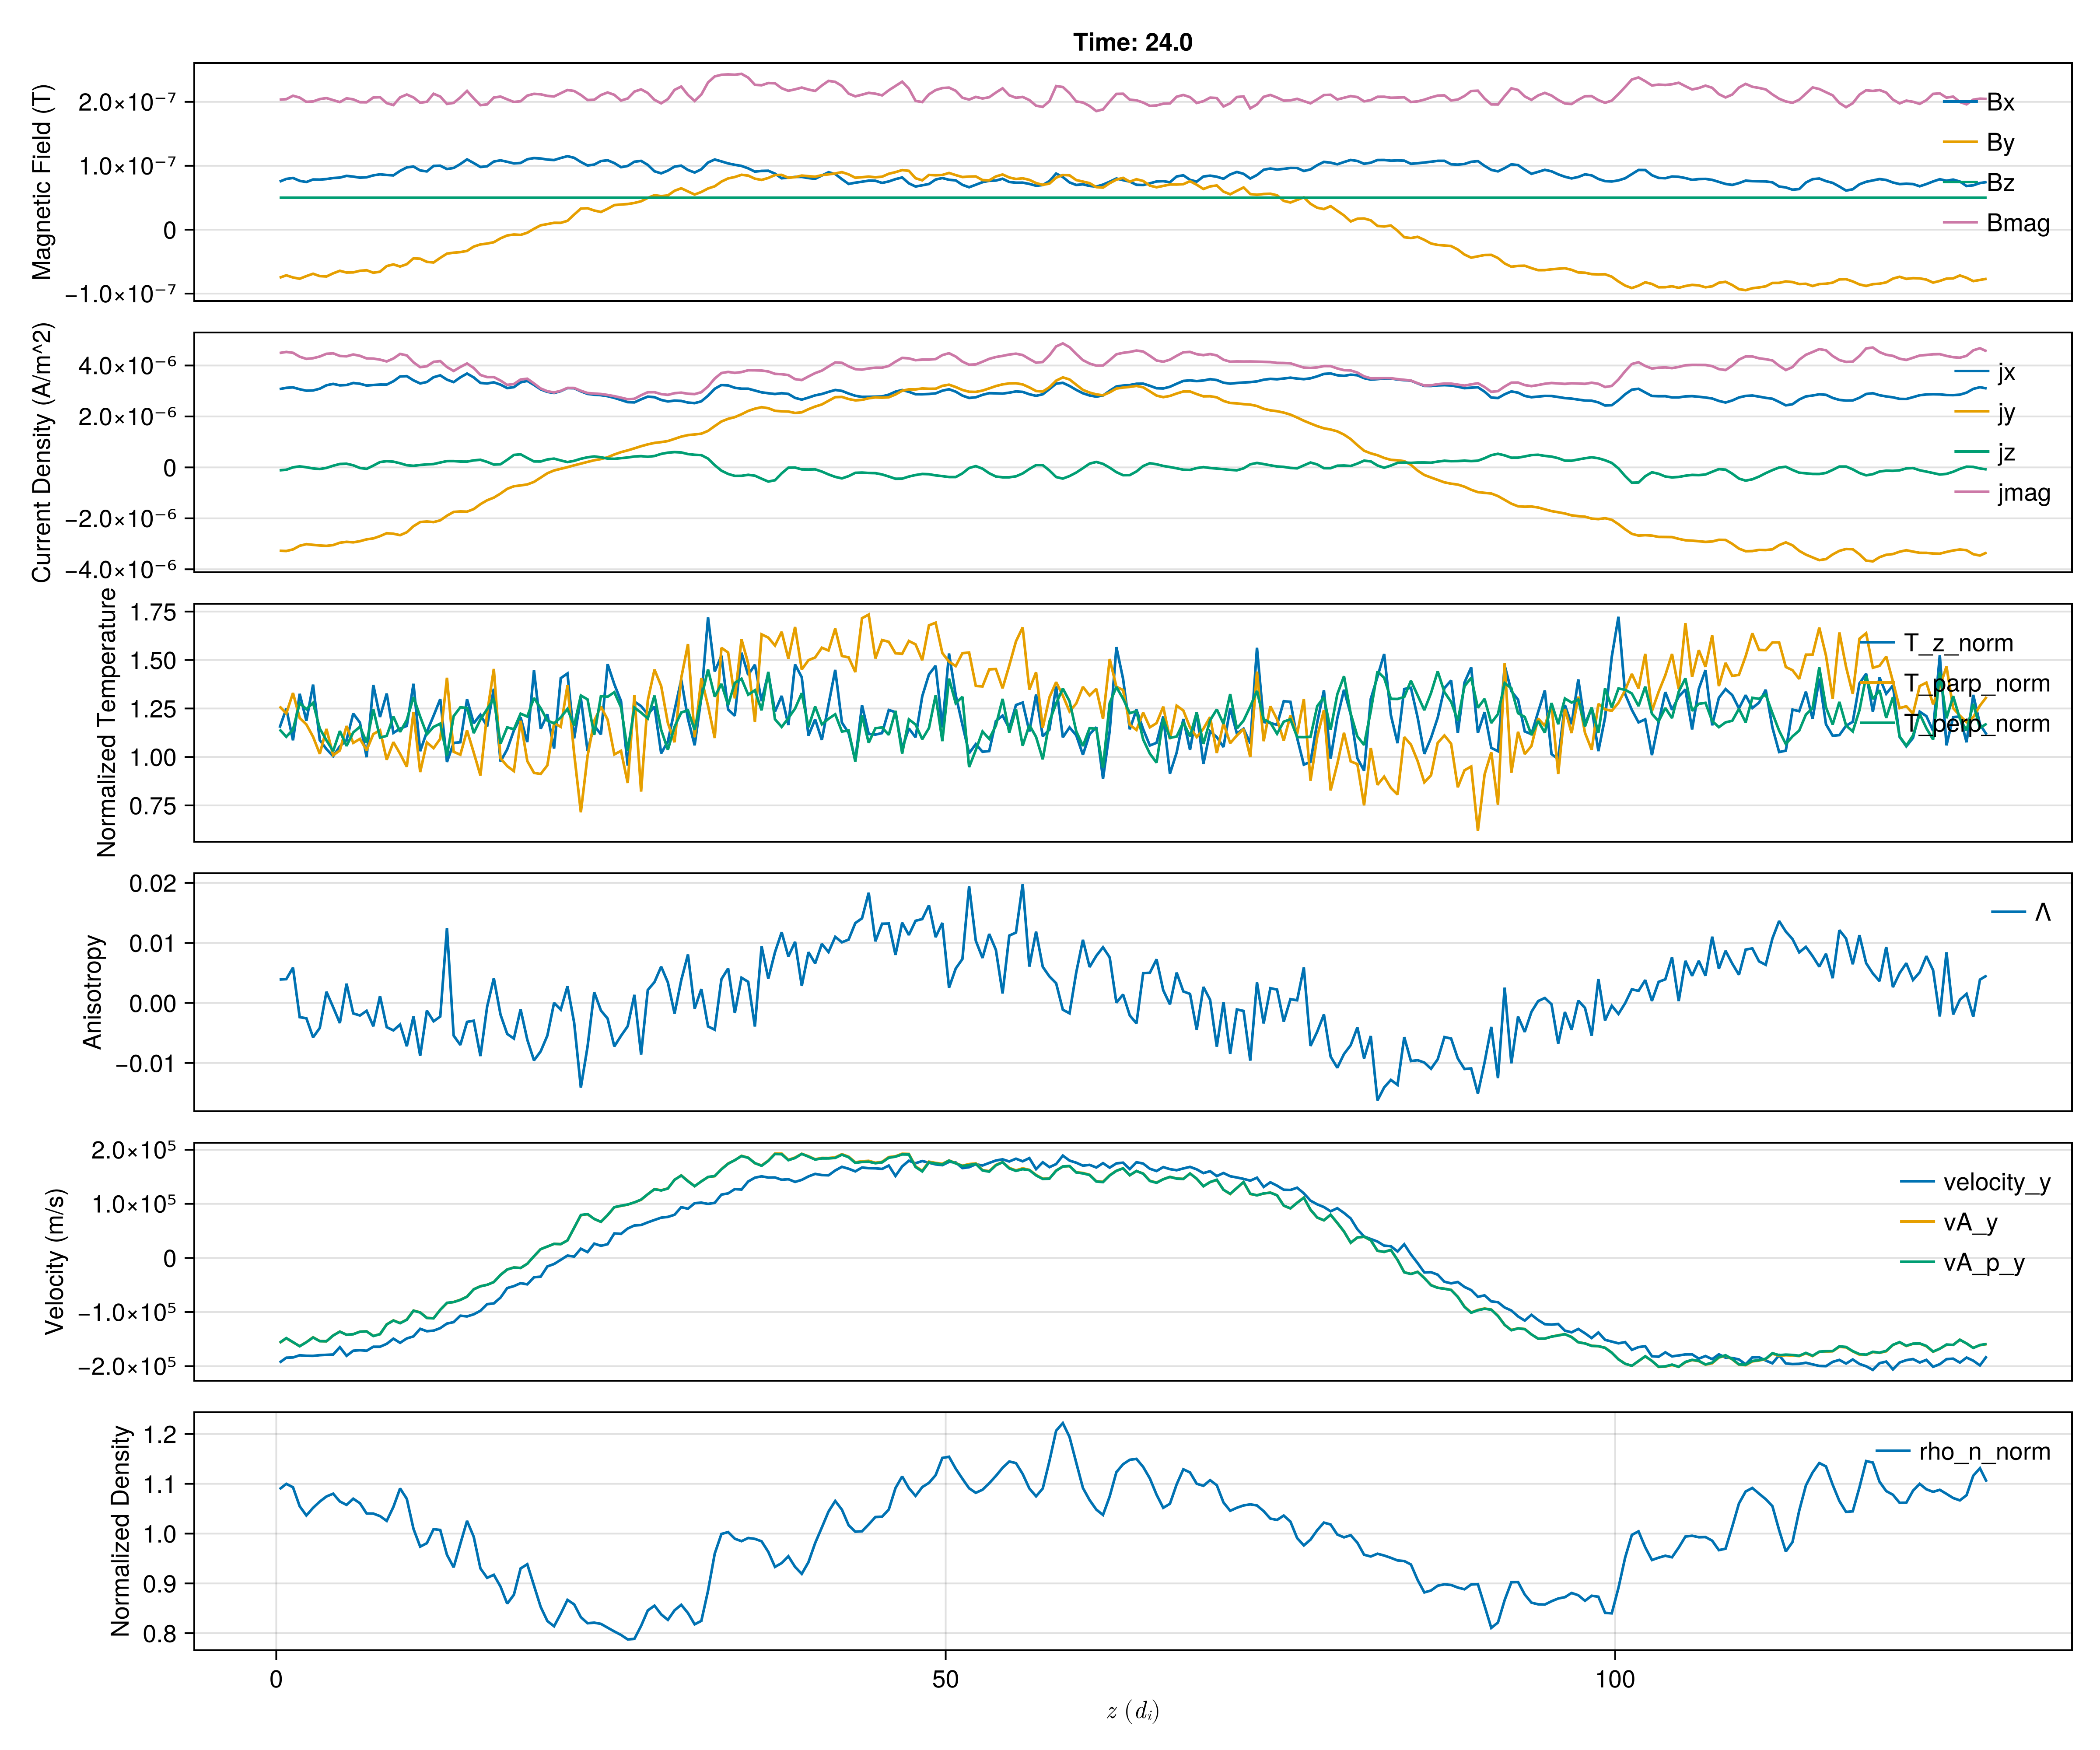 Time: 24.0
Magnetic Field (T)
2.0×10⁻⁷
1.0×10⁻⁷
0
−1.0×10⁻⁷
Bx
By
Bz
Bmag
Current Density (A/m^2)
4.0×10⁻⁶
2.0×10⁻⁶
0
−2.0×10⁻⁶
−4.0×10⁻⁶
jx
jy
jz
jmag
Normalized Temperature
1.75
1.50
1.25
1.00
0.75
T_z_norm
T_parp_norm
T_perp_norm
Anisotropy
0.02
0.01
0.00
−0.01
Λ
Velocity (m/s)
2.0×10⁵
1.0×10⁵
0
−1.0×10⁵
−2.0×10⁵
velocity_y
vA_y
vA_p_y
Normalized Density
1.2
1.1
1.0
0.9
0.8
rho_n_norm
0 50 100
z (dᵢ)